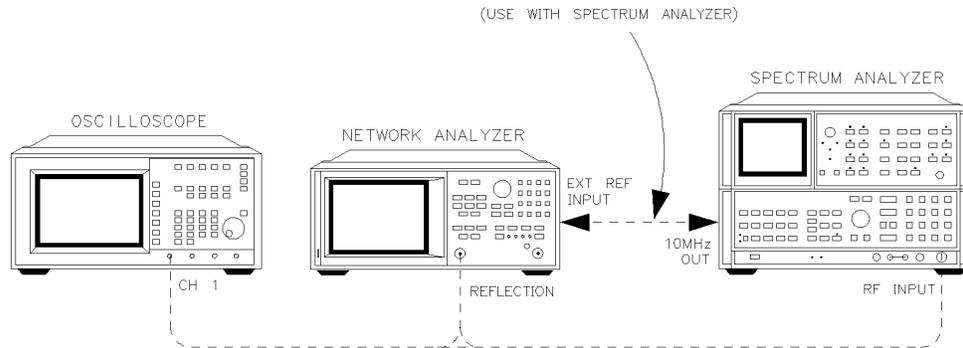 (USE WITH SPECTRUM ANALYZER)
SPECTRUM ANALYZER
OSCILLOSCOPE
NETWORK ANALYZER
EXT REF
INPUT
10MHz
OUT
CH 1
REFLECTION
RF INPUT